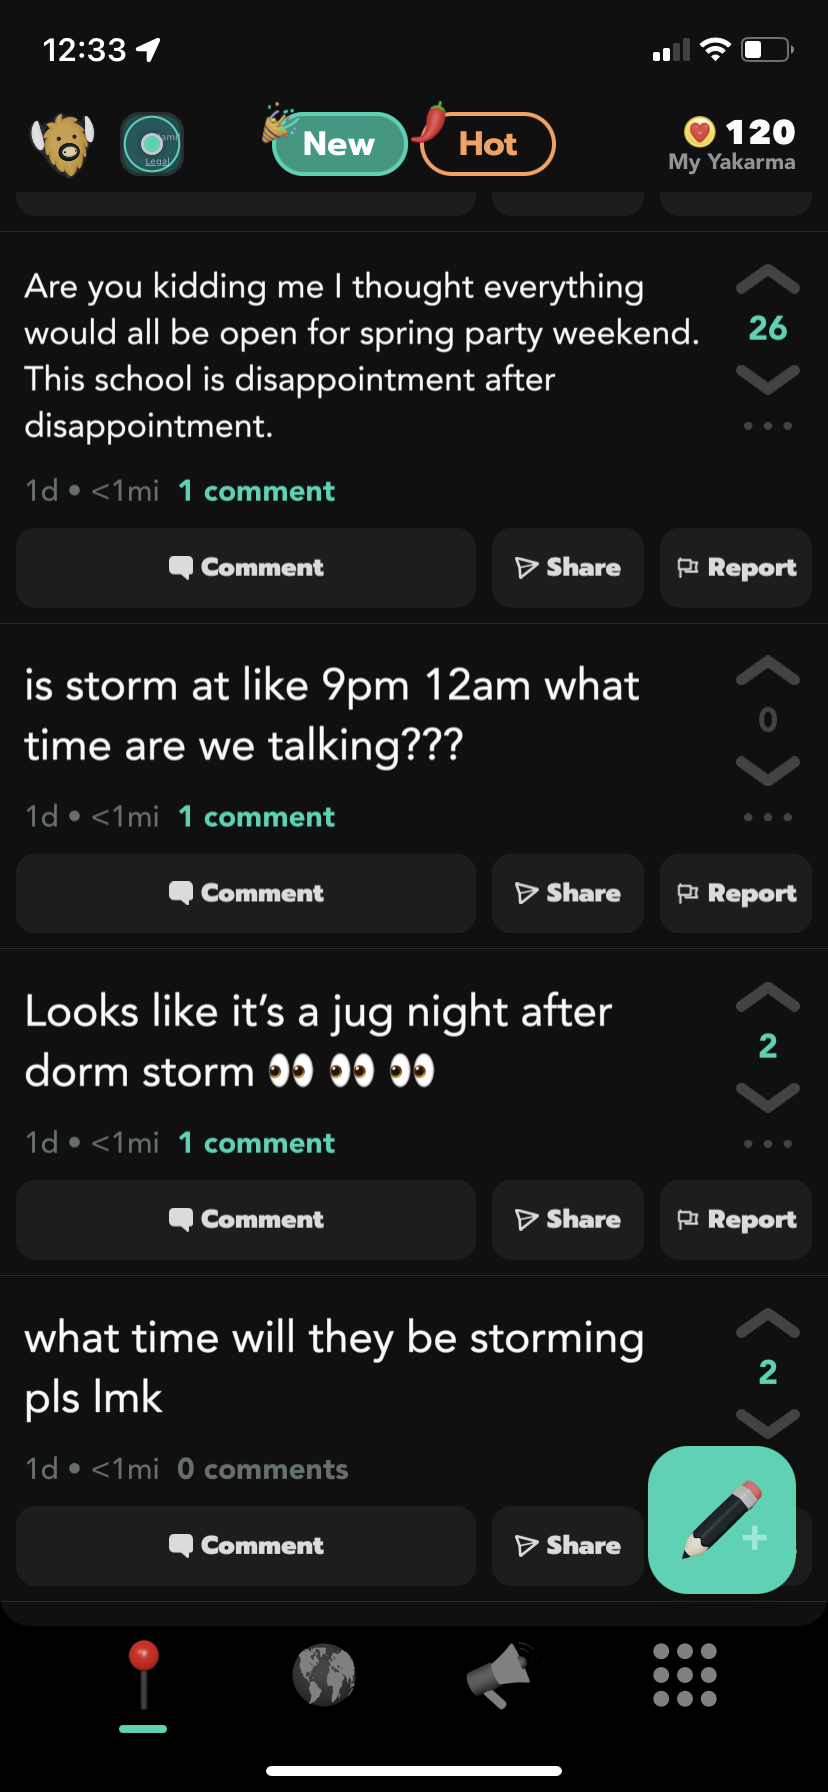 12:33
Legal
New
Hot
120
My Yakarma
Are you kidding me I thought everything
would all be open for spring party weekend.
This school is disappointment after
disappointment.
26
1d • <1mi 1 comment
Comment
Share
Report
is storm at like 9pm 12am what
time are we talking???
0
1d • <1mi 1 comment
Comment
Share
Report
Looks like it's a jug night after
dorm storm 👀 👀 👀
2
1d • <1mi 1 comment
Comment
Share
Report
what time will they be storming
pls lmk
2
1d • <1mi 0 comments
Comment
Share